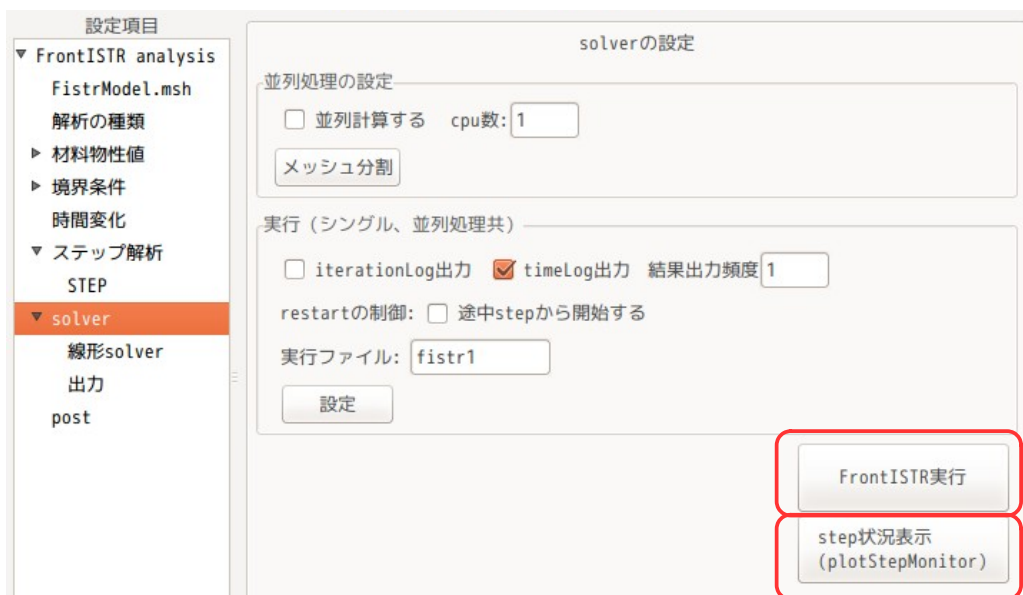 設定項目
FrontISTR analysis
FistrModel.msh
解析の種類
材料物性値
境界条件
時間変化
ステップ解析
STEP
solver
線形solver
出力
post
solverの設定
並列処理の設定
並列計算する cpu数: 1
メッシュ分割
実行（シングル、並列処理共）
iterationLog出力 timeLog出力 結果出力頻度 1
restartの制御: 途中stepから開始する
実行ファイル: fistr1
設定
FrontISTR実行
step状況表示
(plotStepMonitor)